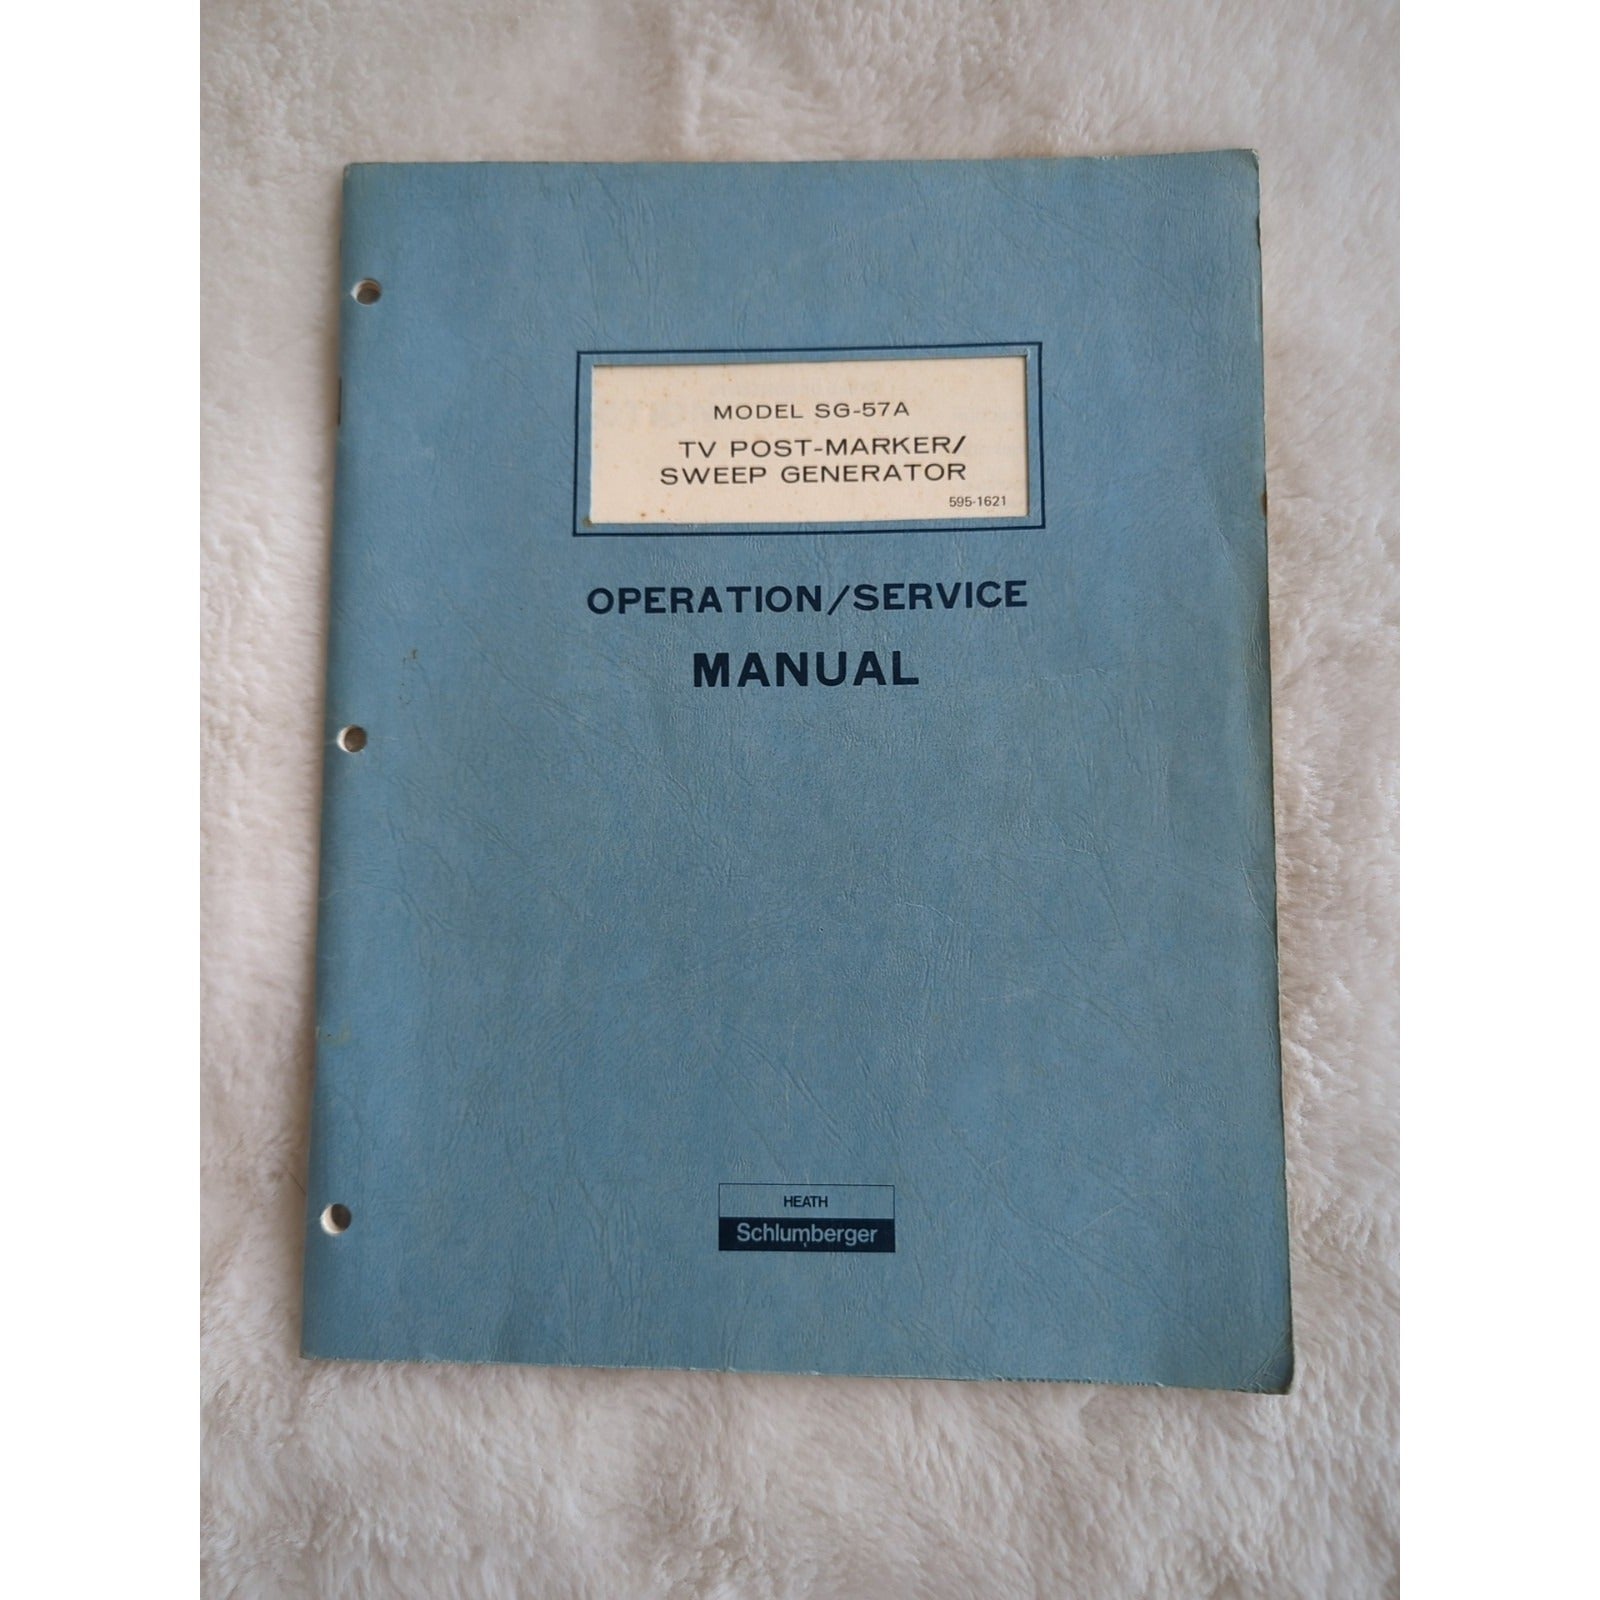 MODEL SG-57A
TV POST-MARKER/
SWEEP GENERATOR
595-1621
OPERATION/SERVICE
MANUAL
HEATH
Schlumberger